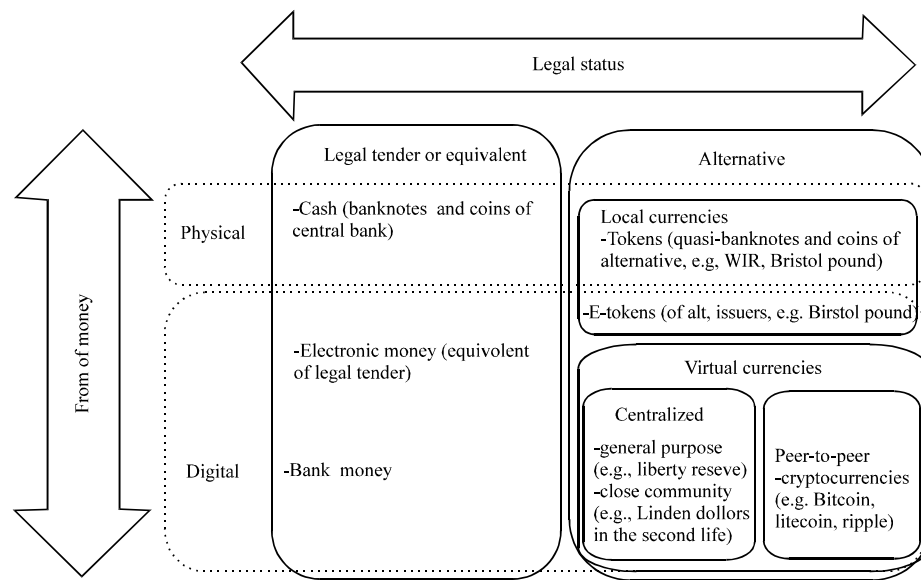 Legal status
Legal tender or equivalent
Alternative
From of money
Physical
-Cash (banknotes and coins of
central bank)
Local currencies
-Tokens (quasi-banknotes and coins of
alternative, e.g, WIR, Bristol pound)
-E-tokens (of alt, issuers, e.g. Birstol pound)
Digital
-Electronic money (equivolent
of legal tender)
-Bank money
Virtual currencies
Centralized
-general purpose
(e.g., liberty reseve)
-close community
(e.g., Linden dollors
in the second life)
Peer-to-peer
-cryptocurrencies
(e.g. Bitcoin,
litecoin, ripple)